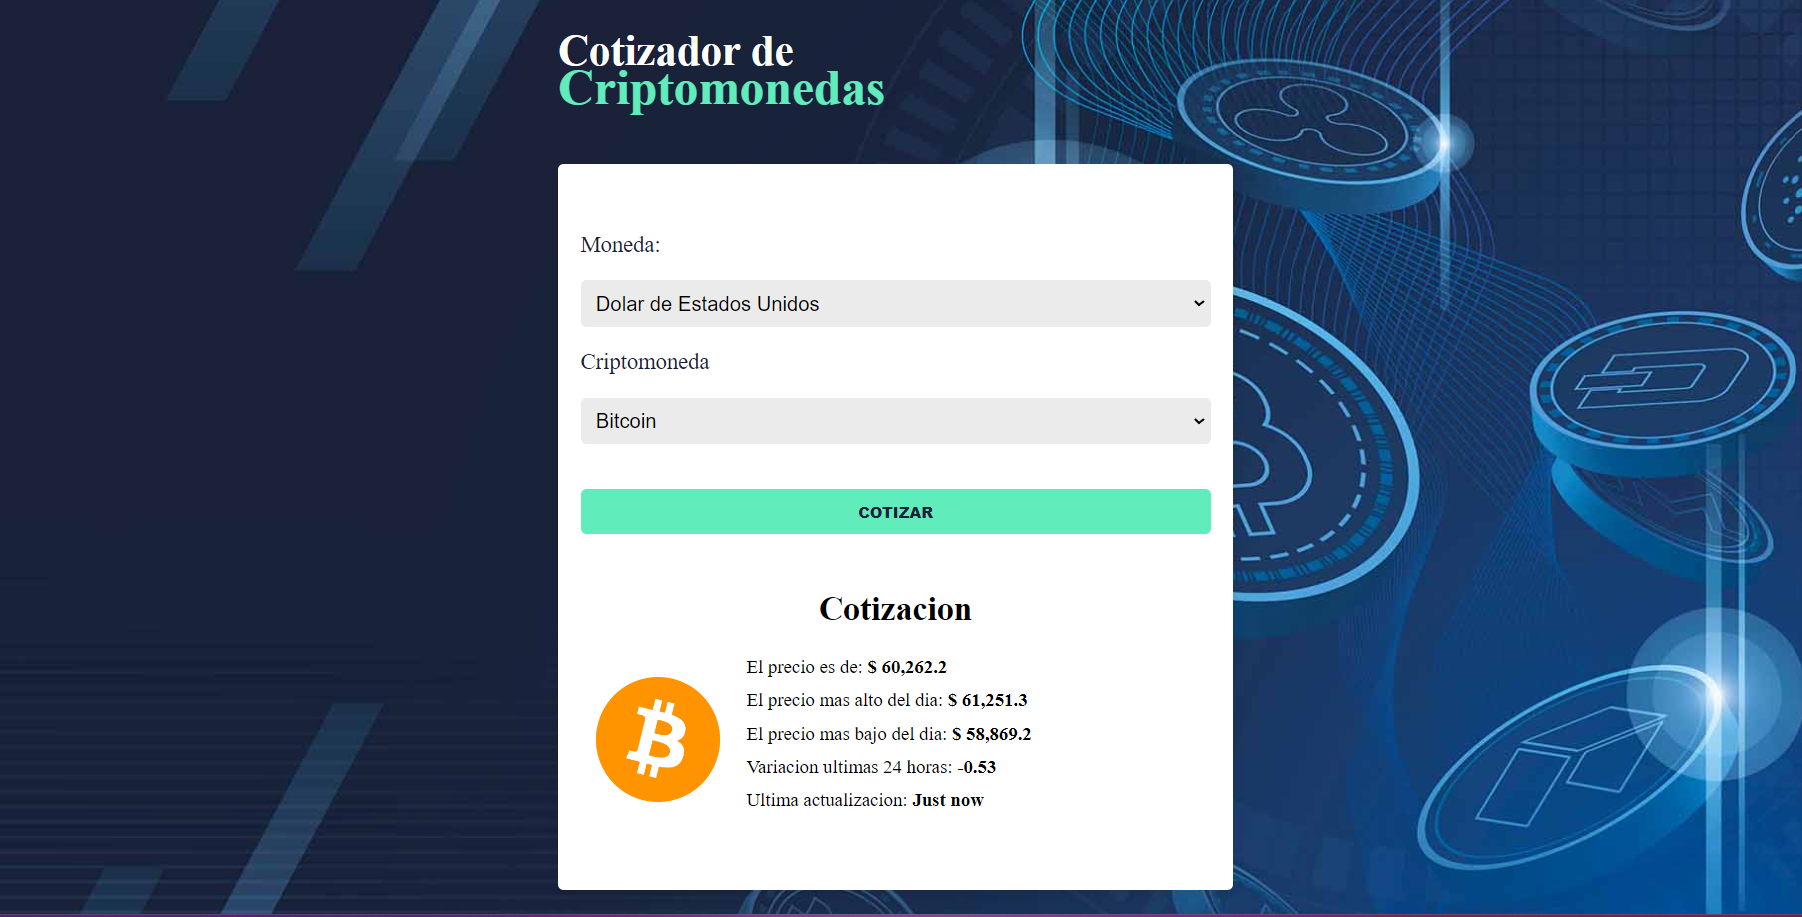 Cotizador de
Criptomonedas
Moneda:
Dolar de Estados Unidos
Criptomoneda
Bitcoin
COTIZAR
Cotizacion
El precio es de: $ 60,262.2
El precio mas alto del dia: $ 61,251.3
El precio mas bajo del dia: $ 58,869.2
Variacion ultimas 24 horas: -0.53
Ultima actualizacion: Just now